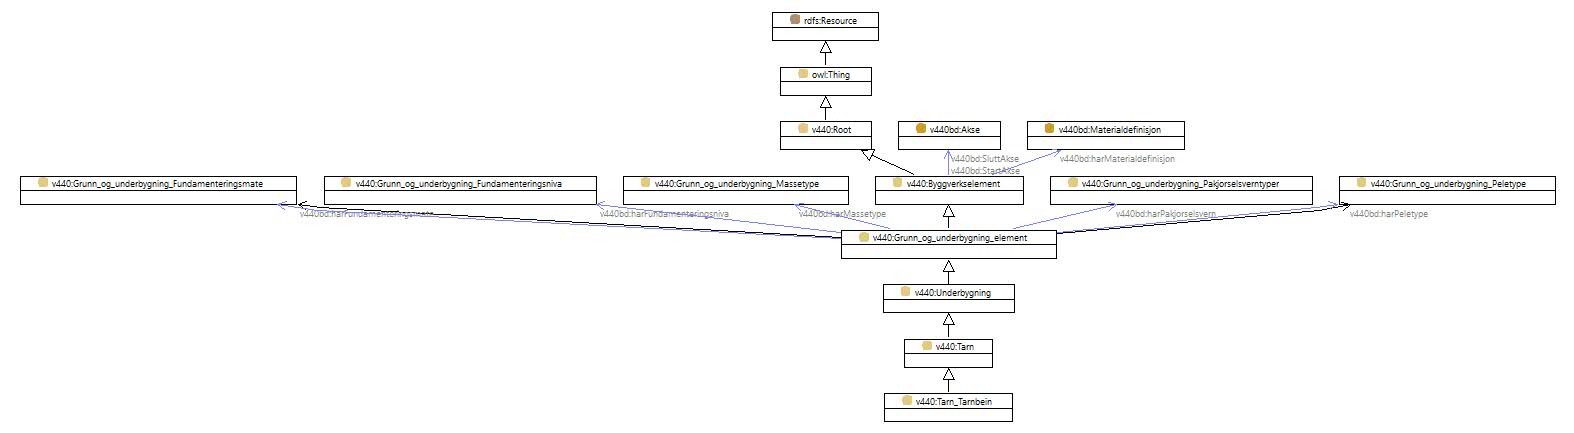 rdfs:Resource
owl:Thing
v440:Root
v440bd:Akse
v440bd:Materialdefinisjon
v440bd:SluttAkse
v440bd:StartAkse
v440bd:harMaterialdefinisjon
v440:Grunn_og_underbygning_Fundamenteringsmate
v440:Grunn_og_underbygning_Fundamenteringsniva
v440:Grunn_og_underbygning_Massetype
v440:Byggverkselement
v440:Grunn_og_underbygning_Pakjorselsverntyper
v440:Grunn_og_underbygning_Peletype
v440bd:harFundamenteringsmate
v440bd:harFundamenteringsniva
v440bd:harMassetype
v440bd:harPakjorselsvern
v440bd:harPeletype
v440:Grunn_og_underbygning_element
v440:Underbygning
v440:Tarn
v440:Tarn_Tarnbein